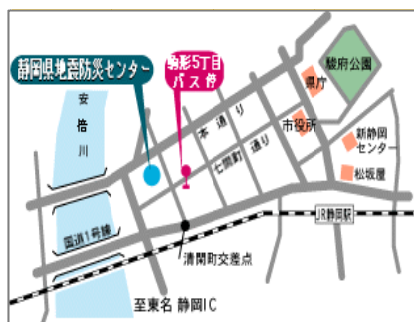 静岡県地震防災センター
駒形5丁目
バス停
駿府公園
県庁
安倍川
本通り
市役所
新静岡
センター
七間町通り
松坂屋
国道1号線
JR静岡駅
清閑町交差点
至東名 静岡IC